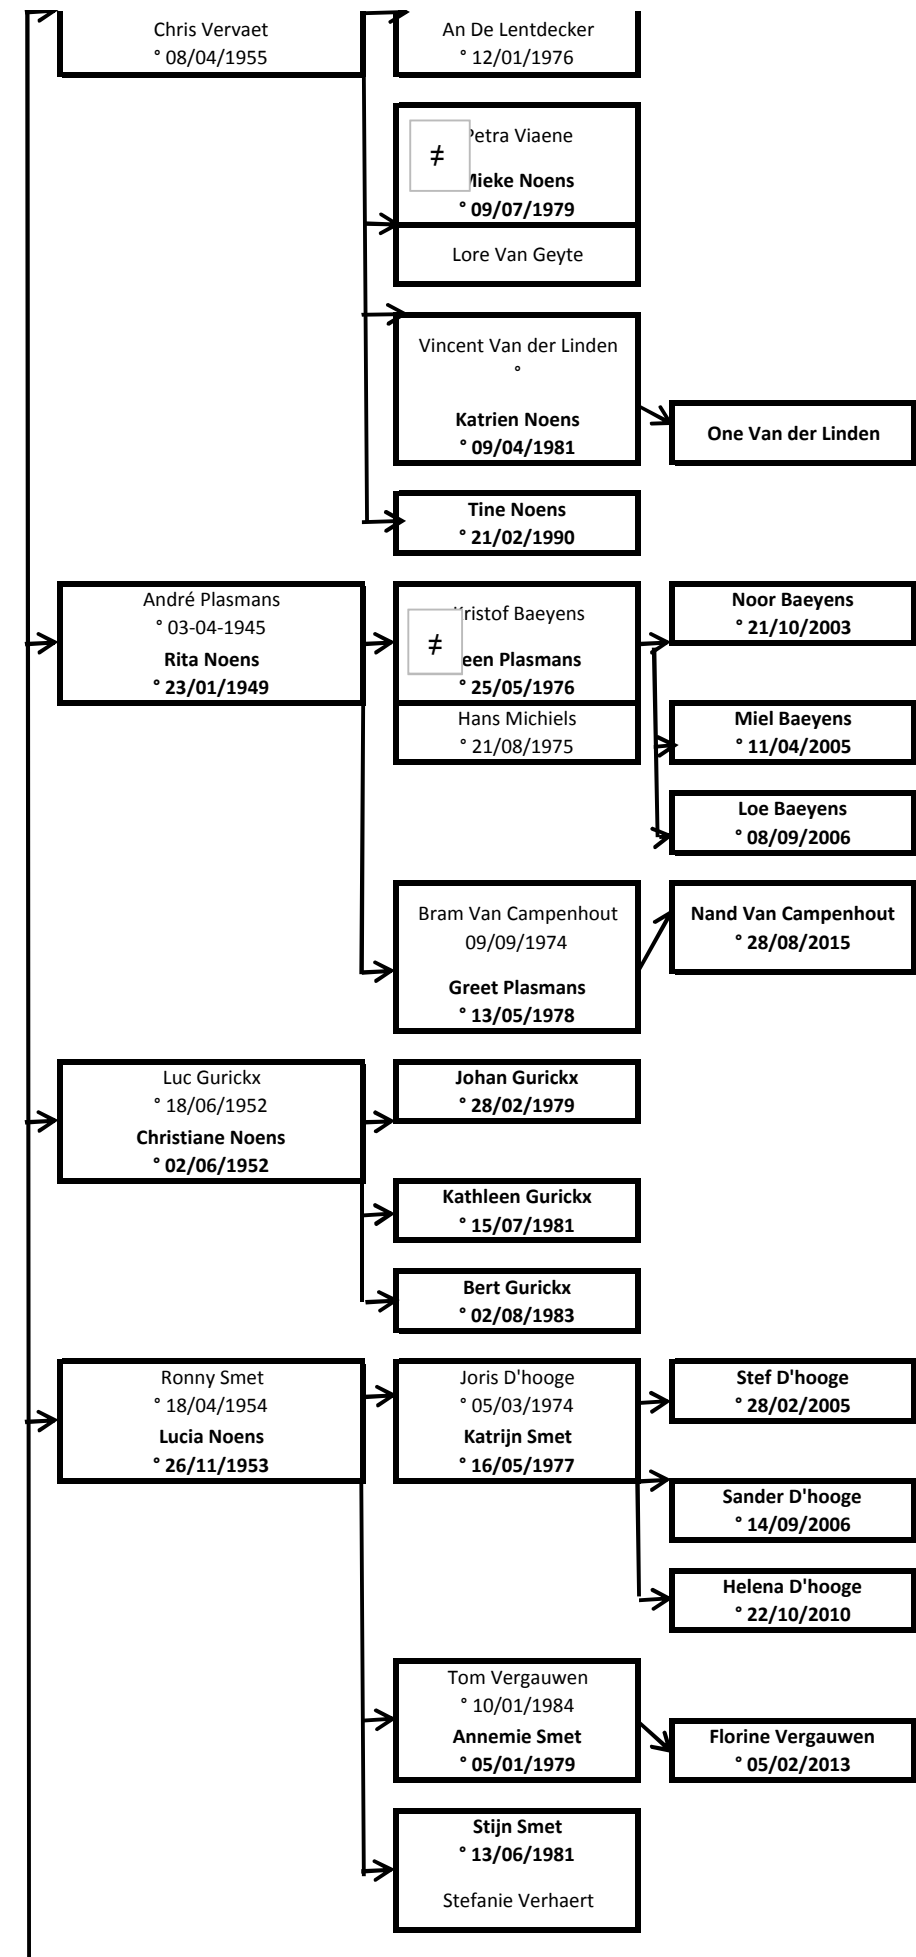 Chris Vervaet
° 08/04/1955
An De Lentdecker
° 12/01/1976
≠
Petra Viaene
Mieke Noens
° 09/07/1979
Lore Van Geyte
Vincent Van der Linden
°
Katrien Noens
° 09/04/1981
One Van der Linden
Tine Noens
° 21/02/1990
André Plasmans
° 03-04-1945
Rita Noens
° 23/01/1949
≠
Kristof Baeyens
een Plasmans
° 25/05/1976
Hans Michiels
° 21/08/1975
Noor Baeyens
° 21/10/2003
Miel Baeyens
° 11/04/2005
Loe Baeyens
° 08/09/2006
Bram Van Campenhout
09/09/1974
Greet Plasmans
° 13/05/1978
Nand Van Campenhout
° 28/08/2015
Luc Gurickx
° 18/06/1952
Christiane Noens
° 02/06/1952
Johan Gurickx
° 28/02/1979
Kathleen Gurickx
° 15/07/1981
Bert Gurickx
° 02/08/1983
Ronny Smet
° 18/04/1954
Lucia Noens
° 26/11/1953
Joris D'hooge
° 05/03/1974
Katrijn Smet
° 16/05/1977
Stef D'hooge
° 28/02/2005
Sander D'hooge
° 14/09/2006
Helena D'hooge
° 22/10/2010
Tom Vergauwen
° 10/01/1984
Annemie Smet
° 05/01/1979
Florine Vergauwen
° 05/02/2013
Stijn Smet
° 13/06/1981
Stefanie Verhaert